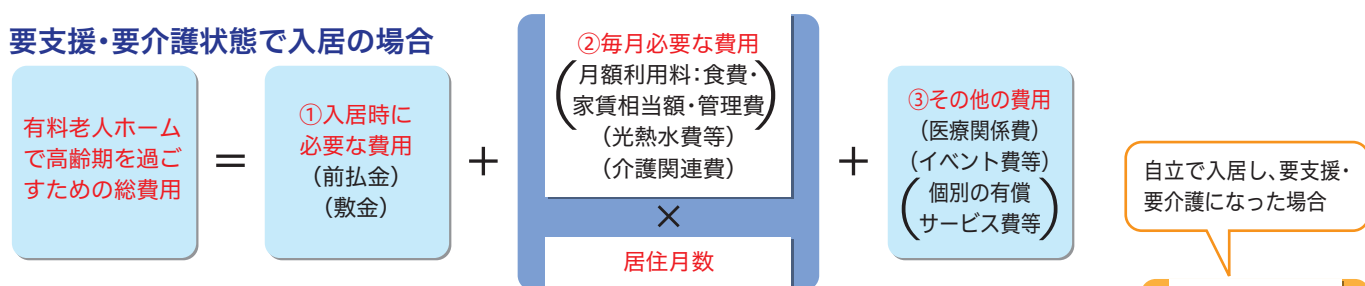 要支援・要介護状態で入居の場合
有料老人ホーム
で高齢期を過ご
すための総費用
＝
①入居時に
必要な費用
(前払金)
(敷金)
＋
②毎月必要な費用
(月額利用料：食費・
家賃相当額・管理費)
(光熱水費等)
(介護関連費)
×
居住月数
＋
③その他の費用
(医療関係費)
(イベント費等)
(個別の有償
サービス費等)
自立で入居し、要支援・
要介護になった場合